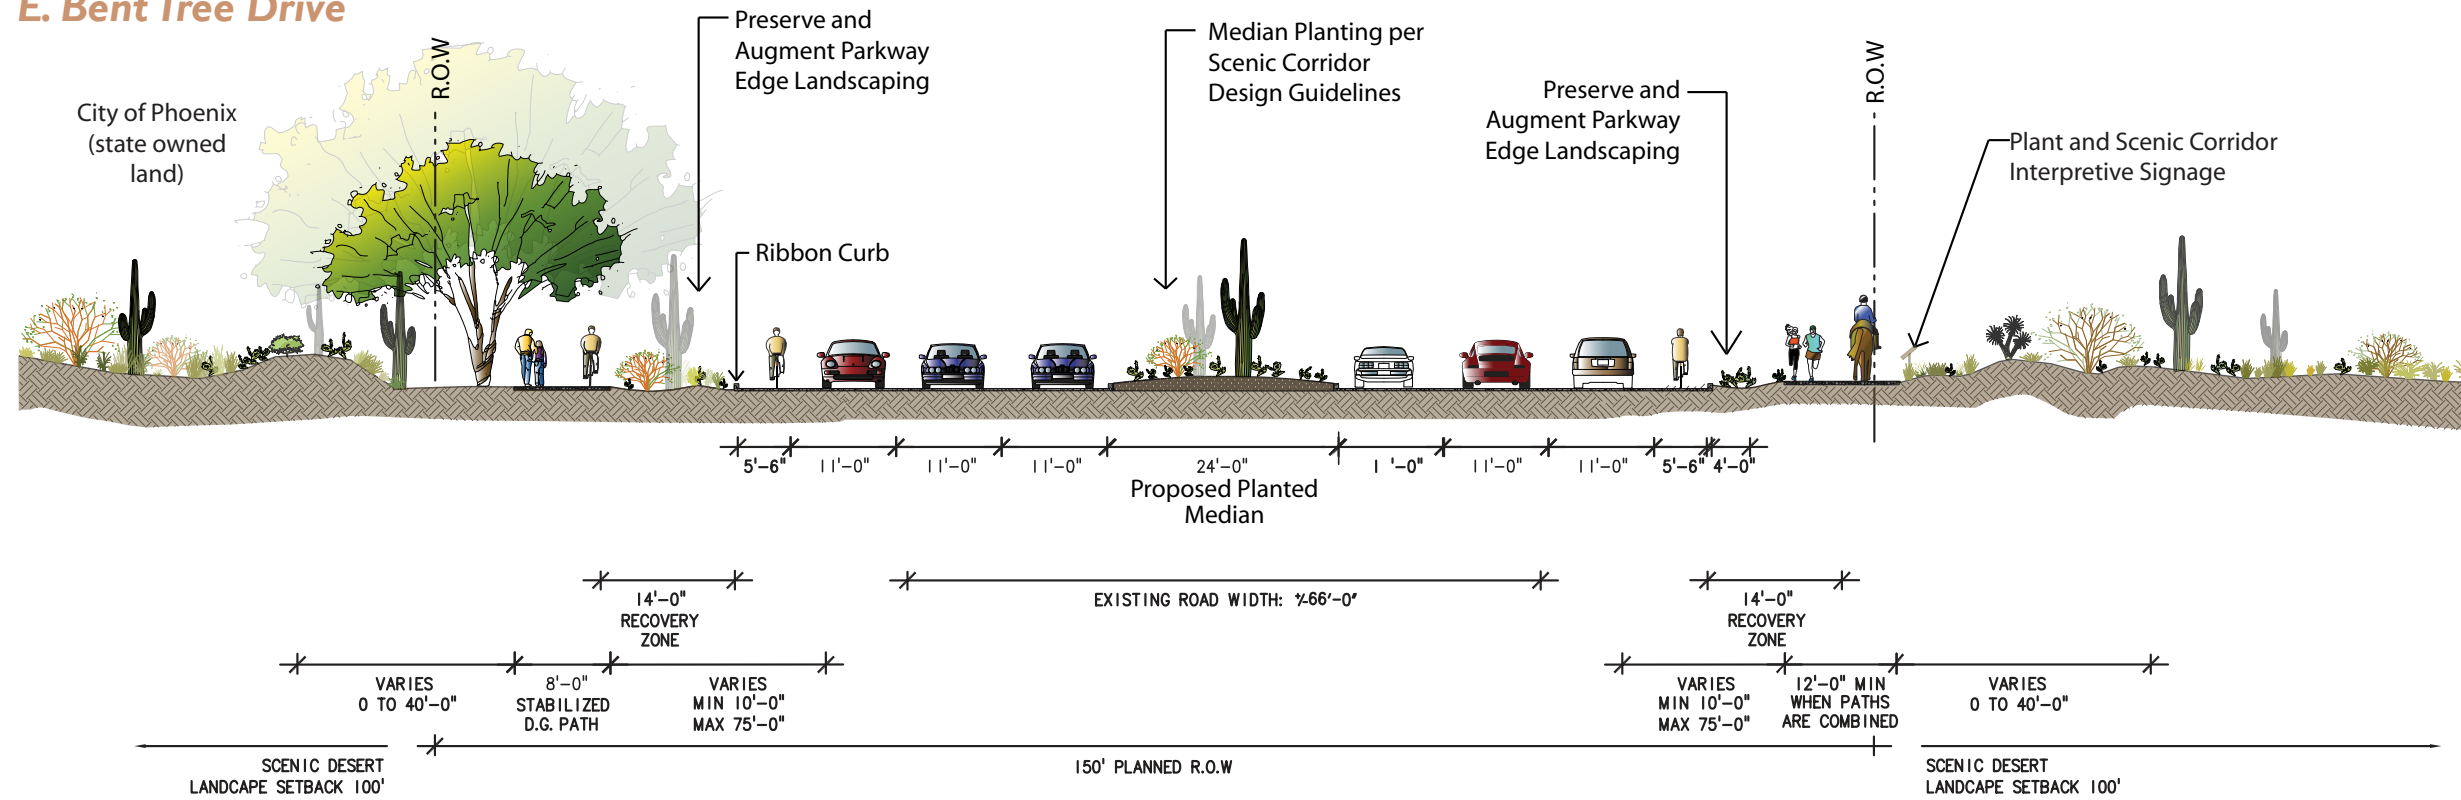 E. Bent Tree Drive
City of Phoenix
(state owned
land)
R.O.W
Preserve and
Augment Parkway
Edge Landscaping
Ribbon Curb
Median Planting per
Scenic Corridor
Design Guidelines
Preserve and
Augment Parkway
Edge Landscaping
R.O.W
Plant and Scenic Corridor
Interpretive Signage
5'-6" 11'-0" 11'-0" 11'-0" 24'-0" 1 '-0" 11'-0" 11'-0" 5'-6" 4'-0"
Proposed Planted
Median
14'-0"
RECOVERY
ZONE
EXISTING ROAD WIDTH: +/-66'-0"
14'-0"
RECOVERY
ZONE
VARIES
0 TO 40'-0"
8'-0"
STABILIZED
D.G. PATH
VARIES
MIN 10'-0"
MAX 75'-0"
VARIES
MIN 10'-0"
MAX 75'-0"
12'-0" MIN
WHEN PATHS
ARE COMBINED
VARIES
0 TO 40'-0"
SCENIC DESERT
LANDCAPE SETBACK 100'
150' PLANNED R.O.W
SCENIC DESERT
LANDCAPE SETBACK 100'